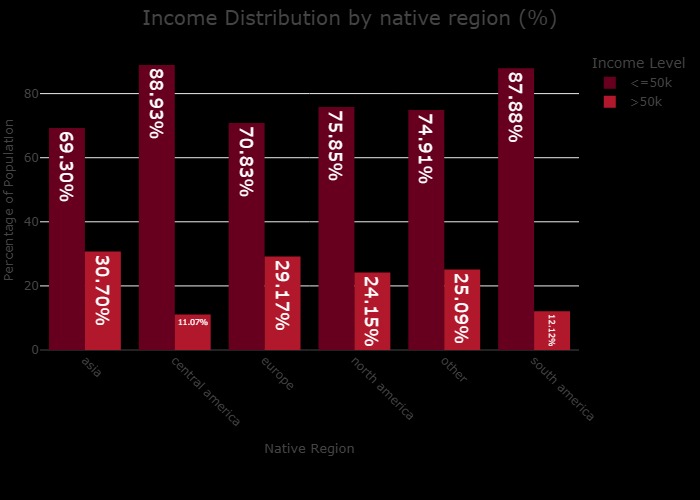 Income Distribution by native region (%)
Income Level
<=50k
>50k
Percentage of Population
80
60
40
20
0
69.30%
30.70%
88.93%
11.07%
70.83%
29.17%
75.85%
24.15%
74.91%
25.09%
87.88%
12.12%
asia
central america
europe
north america
other
south america
Native Region